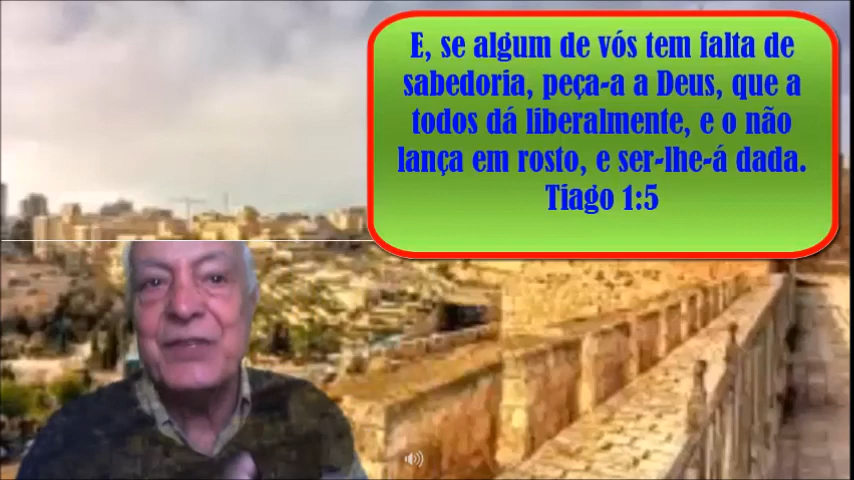 E, se algum de vós tem falta de
sabedoria, peça-a a Deus, que a
todos dá liberalmente, e o não
lança em rosto, e ser-lhe-á dada.
Tiago 1:5